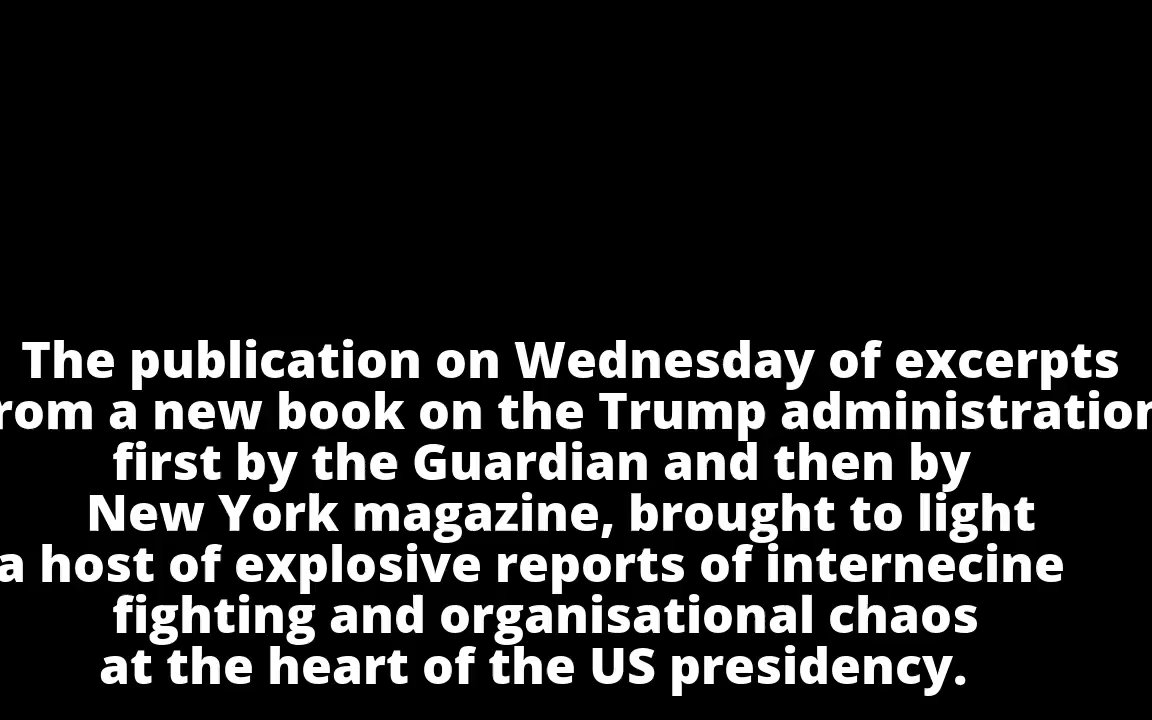 The publication on Wednesday of excerpts
rom a new book on the Trump administration
first by the Guardian and then by
New York magazine, brought to light
a host of explosive reports of internecine
fighting and organisational chaos
at the heart of the US presidency.